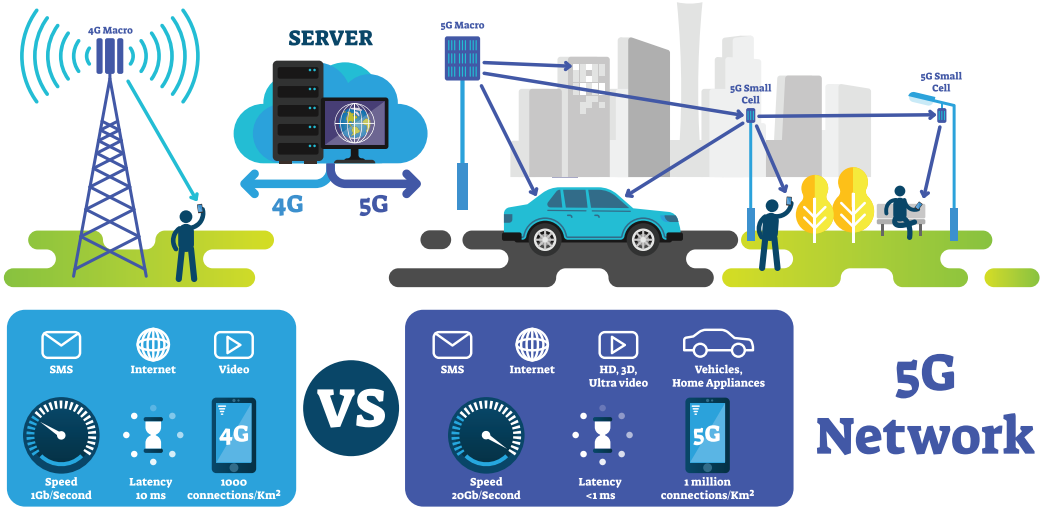 4G Macro
SERVER
4G
5G
5G Macro
5G Small
Cell
5G Small
Cell
SMS
Internet
Video
4G
Speed
1Gb/Second
Latency
10 ms
1000
connections/Km²
VS
SMS
Internet
HD, 3D,
Ultra video
Vehicles,
Home Appliances
5G
Speed
20Gb/Second
Latency
<1 ms
1 million
connections/Km²
5G
Network